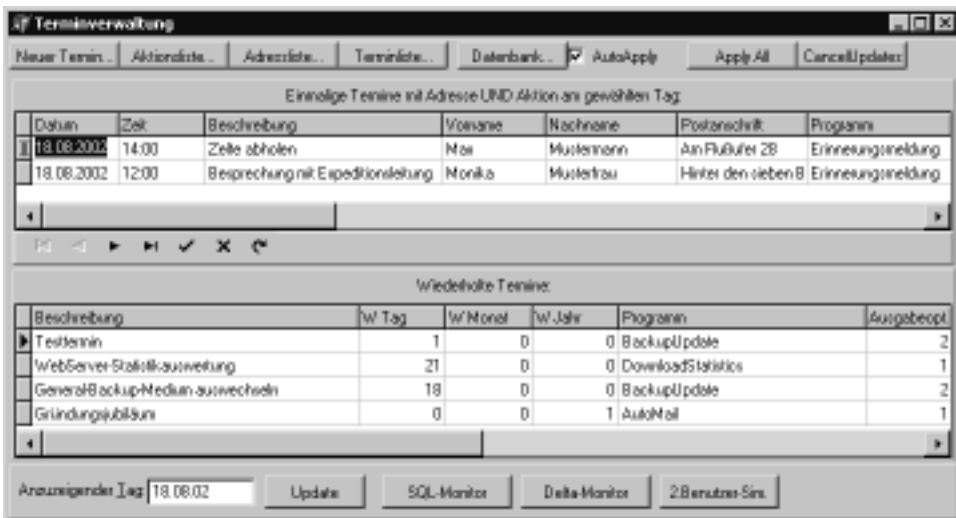 Terminverwaltung
Neuer Temin... Aktionsliste... Adressliste... Terminliste... Datenbank... AutoApply Apply All CancelUpdates
Einmalige Termine mit Adresse UND Aktion am gewählten Tag:
Datum Zeit Beschreibung Vorname Nachname Postanschrift Programm
18.08.2002 14:00 Zelte abholen Max Mustermann Am Flußufer 28 Erinnerungsmeldung
18.08.2002 12:00 Besprechung mit Expeditionsleitung Monika Musterfrau Hinter den sieben B Erinnerungsmeldung
Wiederholte Termine:
Beschreibung W Tag W Monat W Jahr Programm Ausgabeopt.
Testtermin 1 0 0 BackupUpdate 2
WebServer-Statistikauswertung 21 0 0 DownloadStatistics 1
General-Backup-Medium auswechseln 18 0 0 BackupUpdate 2
Gründungsjubiläum 0 0 1 AutoMail 1
Anzuzeigender Tag: 18.08.02 Update SQL-Monitor Delta-Monitor 2.Benutzer-Sim.